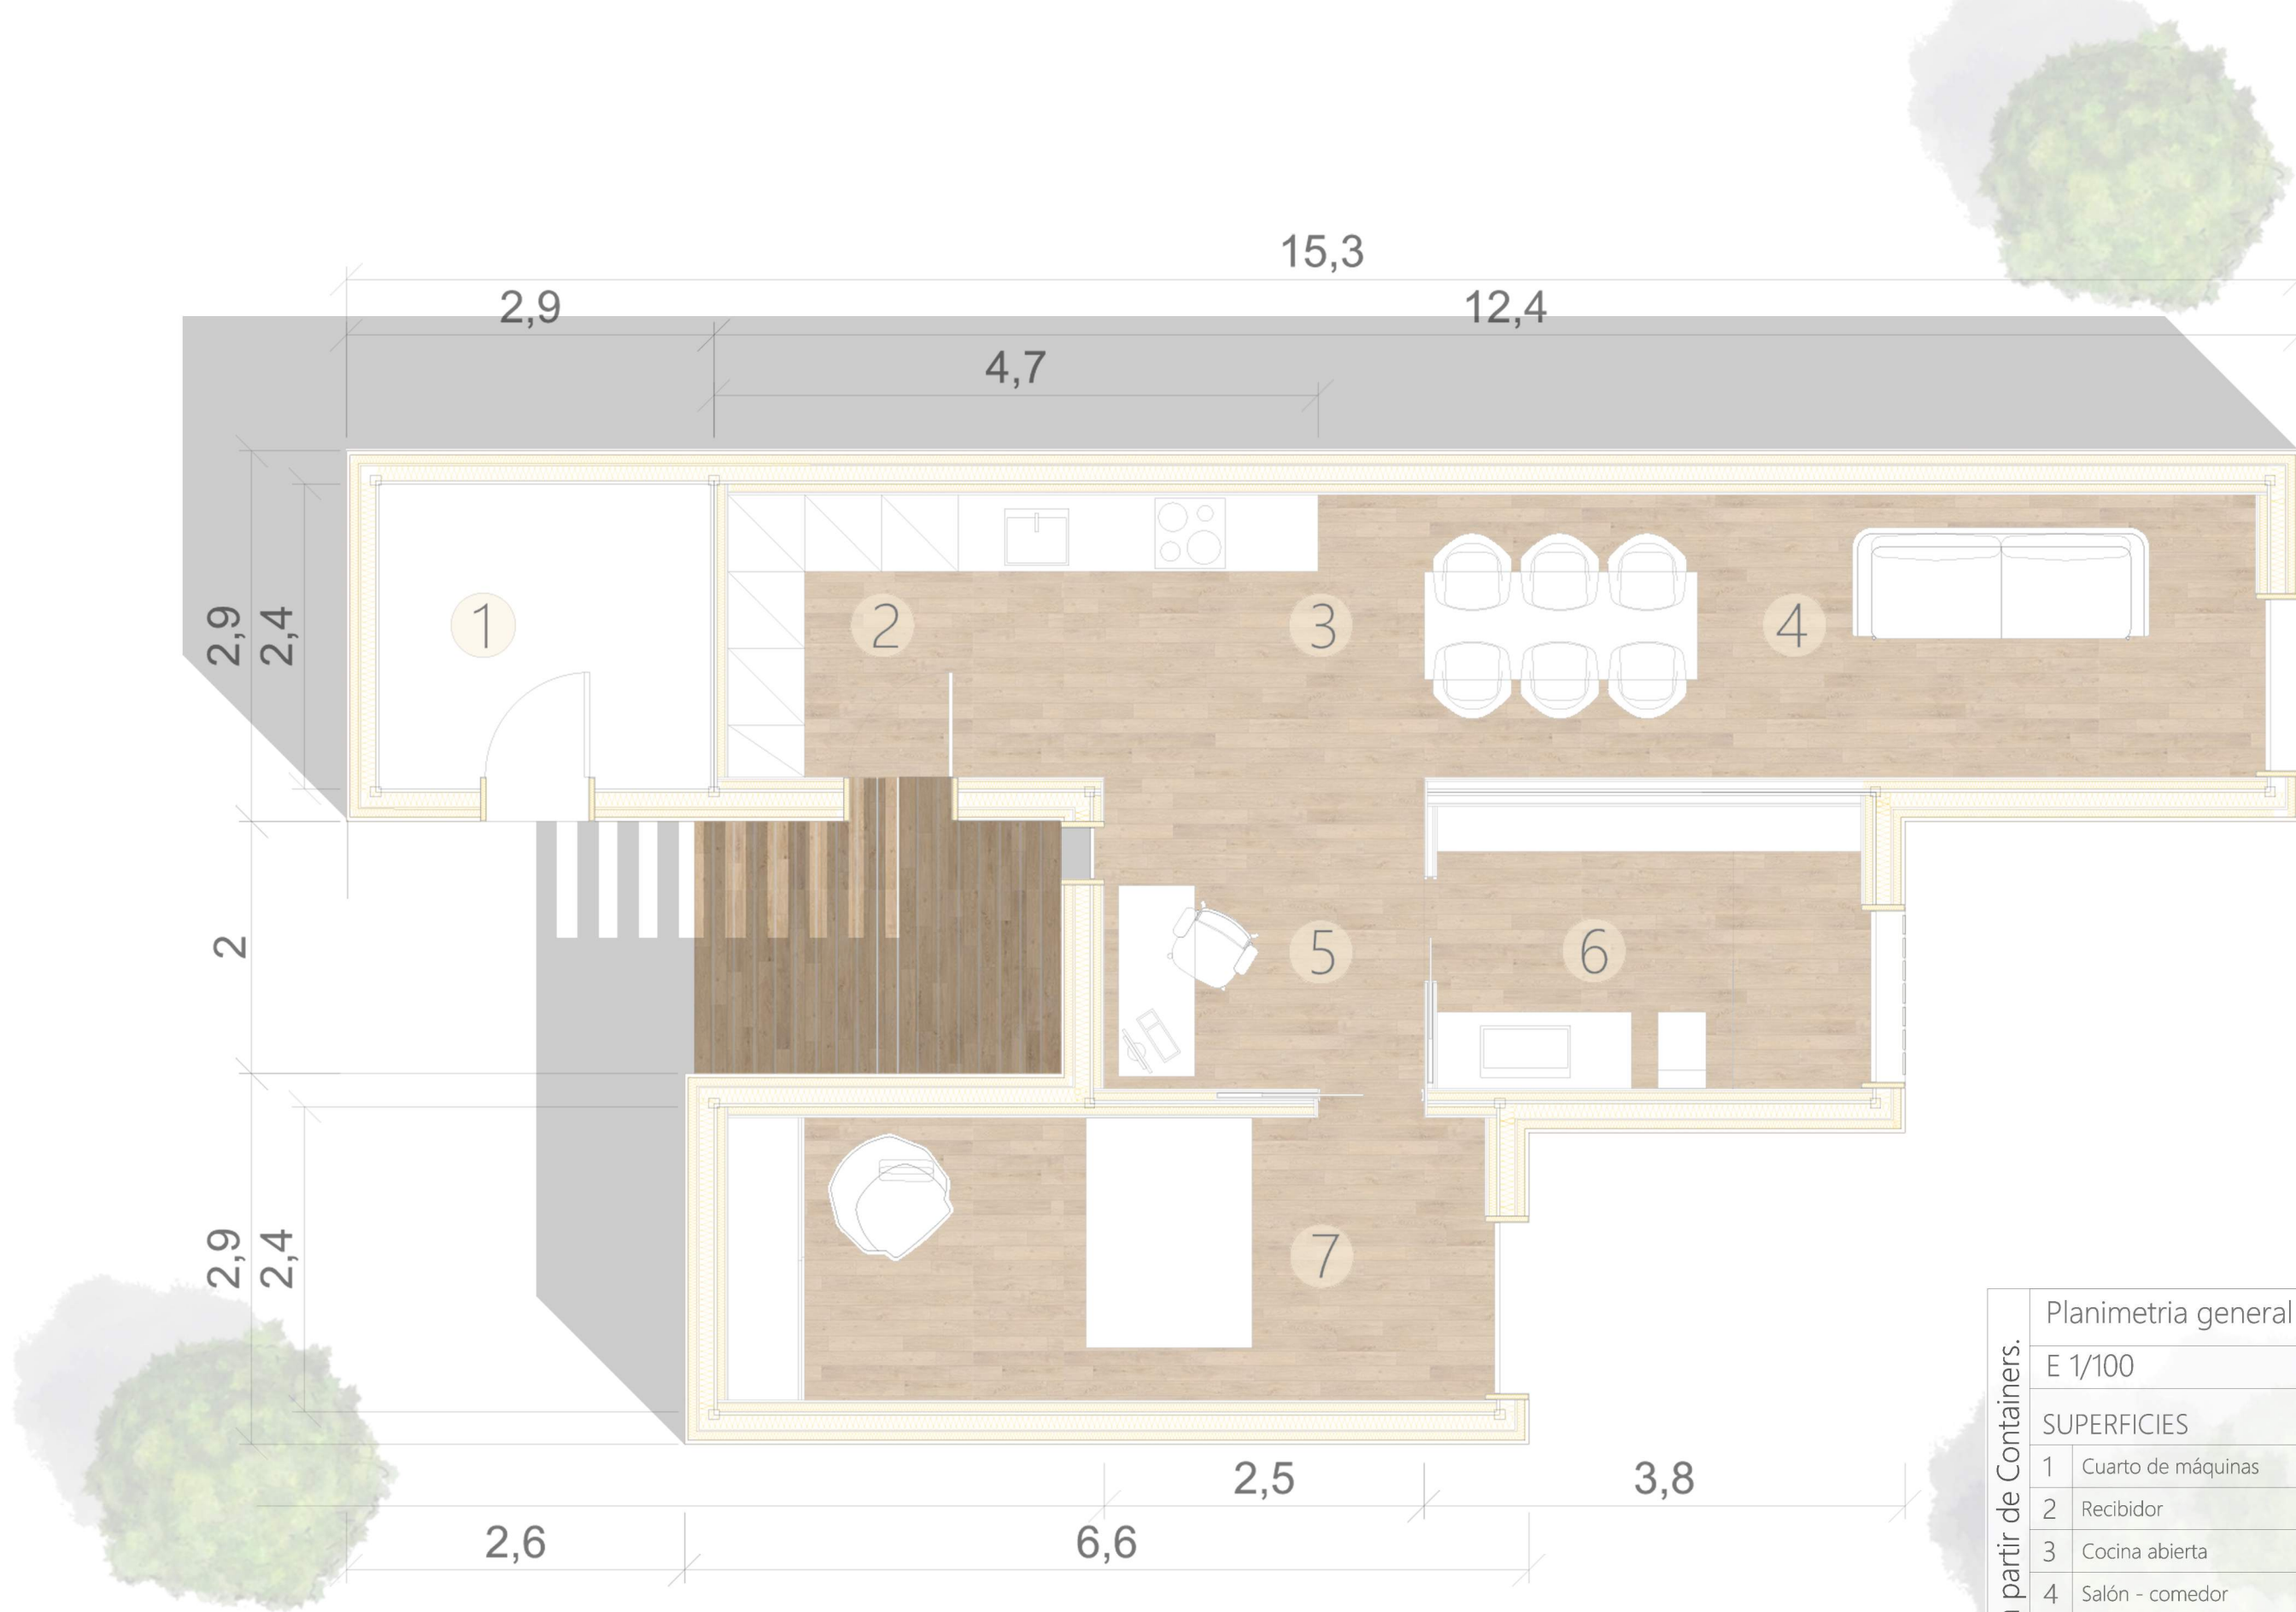 15,3
2,9
12,4
4,7
2,9
2,4
1
2
3
4
2
5
6
2,9
2,4
7
2,5
3,8
2,6
6,6
partir de Containers.
Planimetria general
E 1/100
SUPERFICIES
1 Cuarto de máquinas
2 Recibidor
3 Cocina abierta
4 Salón - comedor